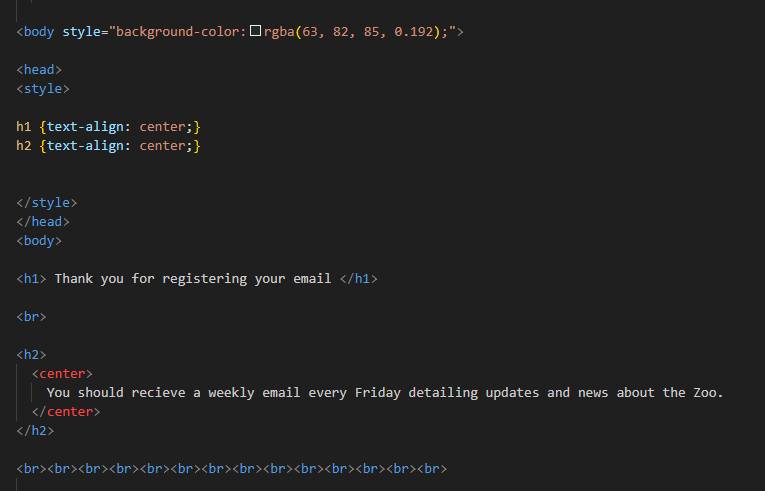 <body style="background-color:rgba(63, 82, 85, 0.192);">
<head>
<style>
h1 {text-align: center;}
h2 {text-align: center;}
</style>
</head>
<body>
<h1> Thank you for registering your email </h1>
<br>
<h2>
<center>
You should recieve a weekly email every Friday detailing updates and news about the Zoo.
</center>
</h2>
<br><br><br><br><br><br><br><br><br><br><br><br><br><br>